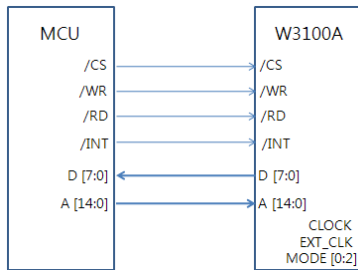 MCU
W3100A
/CS
/CS
/WR
/WR
/RD
/RD
/INT
/INT
D [7:0]
D [7:0]
A [14:0]
A [14:0]
CLOCK
EXT_CLK
MODE [0:2]